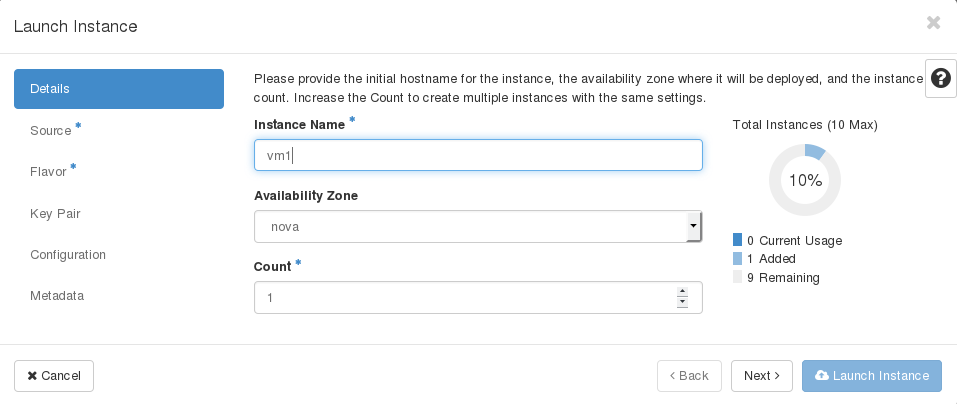 Launch Instance
Details
Source *
Flavor *
Key Pair
Configuration
Metadata
Please provide the initial hostname for the instance, the availability zone where it will be deployed, and the instance
count. Increase the Count to create multiple instances with the same settings.
Instance Name *
vm1
Availability Zone
nova
Count *
1
Total Instances (10 Max)
10%
0 Current Usage
1 Added
9 Remaining
✖ Cancel
< Back
Next >
Launch Instance